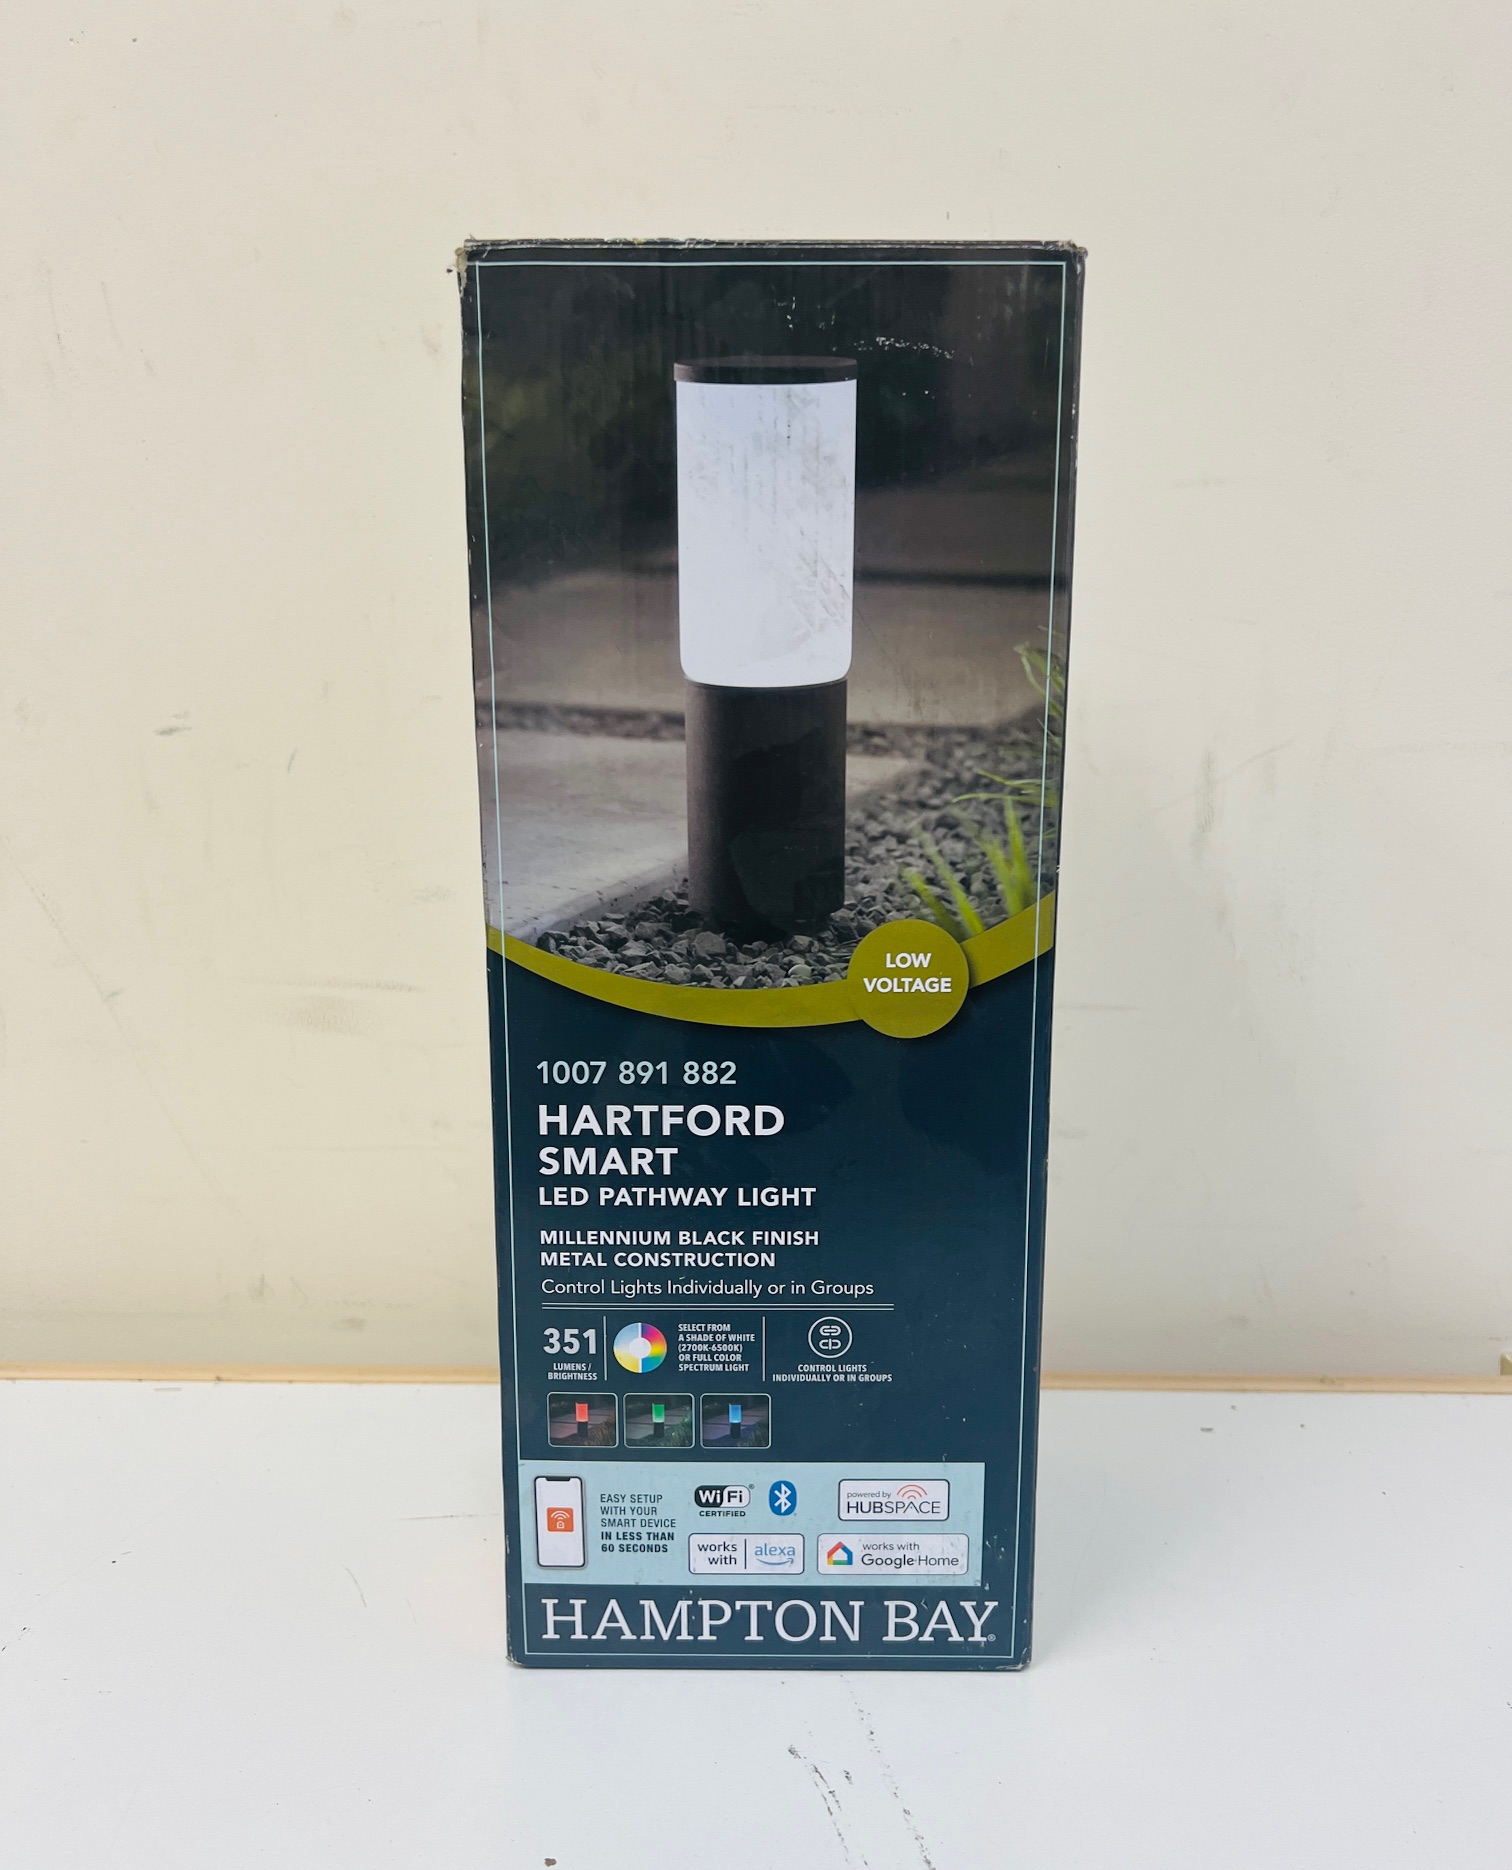 LOW
VOLTAGE
1007 891 882
HARTFORD
SMART
LED PATHWAY LIGHT
MILLENNIUM BLACK FINISH
METAL CONSTRUCTION
Control Lights Individually or in Groups
351
LUMENS /
BRIGHTNESS
SELECT FROM
A SHADE OF WHITE
(2700K-6500K)
OR FULL COLOR
SPECTRUM LIGHT
CONTROL LIGHTS
INDIVIDUALLY OR IN GROUPS
EASY SETUP
WITH YOUR
SMART DEVICE
IN LESS THAN
60 SECONDS
WiFi®
CERTIFIED
powered by
HUBSPACE
works
with
alexa
works with
Google Home
HAMPTON BAY®